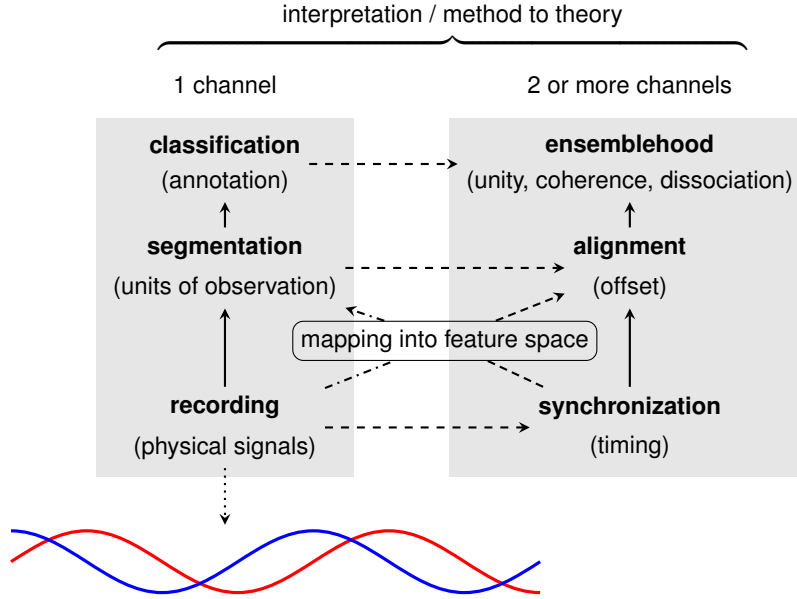 interpretation / method to theory
1 channel
2 or more channels
classification
(annotation)
ensemblehood
(unity, coherence, dissociation)
segmentation
(units of observation)
alignment
(offset)
mapping into feature space
recording
(physical signals)
synchronization
(timing)